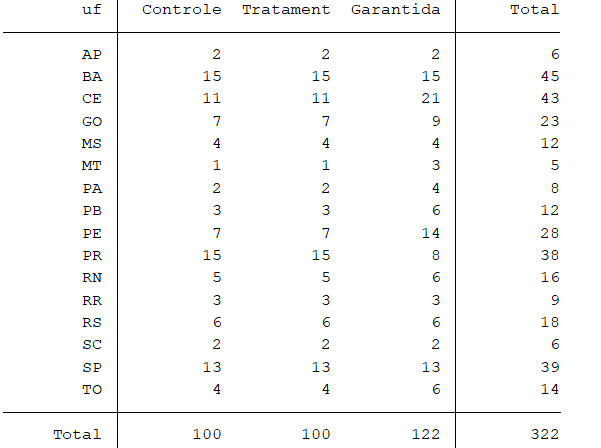 uf Controle Tratament Garantida Total
AP 2 2 2 6
BA 15 15 15 45
CE 11 11 21 43
GO 7 7 9 23
MS 4 4 4 12
MT 1 1 3 5
PA 2 2 4 8
PB 3 3 6 12
PE 7 7 14 28
PR 15 15 8 38
RN 5 5 6 16
RR 3 3 3 9
RS 6 6 6 18
SC 2 2 2 6
SP 13 13 13 39
TO 4 4 6 14
Total 100 100 122 322